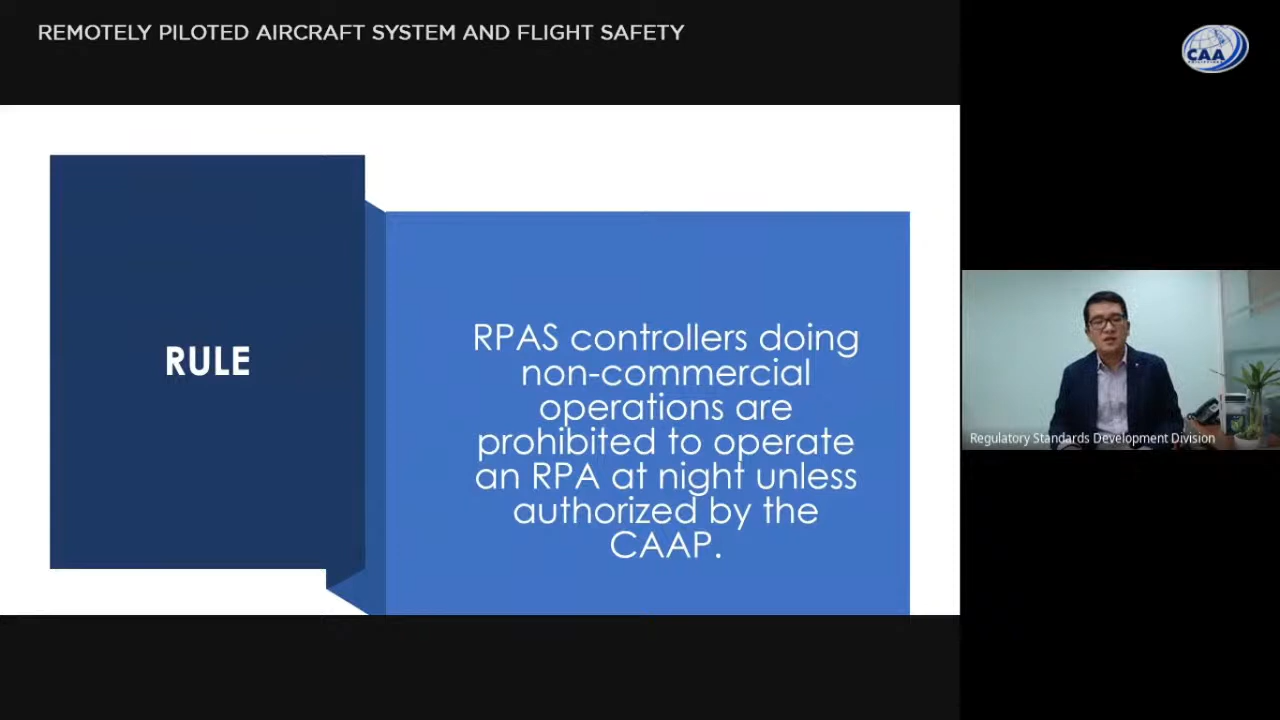 REMOTELY PILOTED AIRCRAFT SYSTEM AND FLIGHT SAFETY
CAA
RULE
RPAS controllers doing
non-commercial
operations are
prohibited to operate
an RPA at night unless
authorized by the
CAAP.
Regulatory Standards Development Division